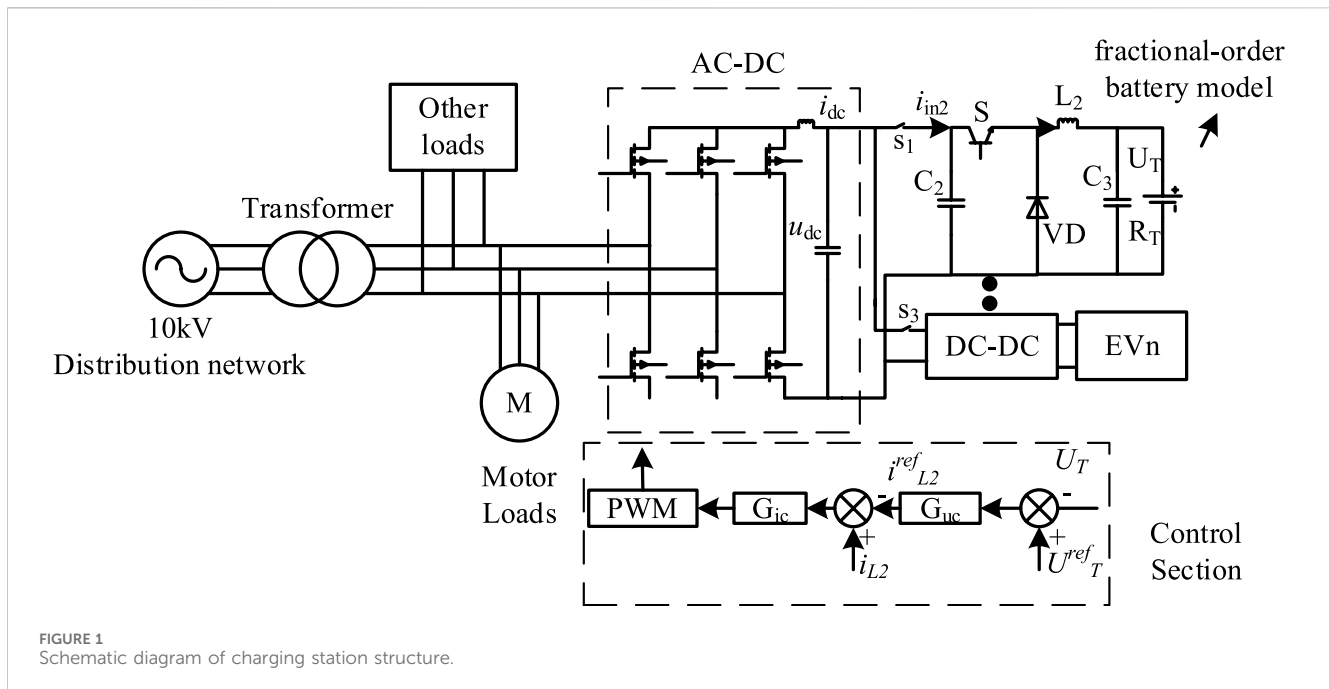 AC-DC
fractional-order
battery model
Other
loads
i_dc
i_in2
S
L_2
s_1
Transformer
C_2
C_3
U_T
u_dc
VD
R_T
+
-
10kV
Distribution network
s_3
DC-DC
EVn
M
Motor
Loads
PWM
G_ic
-
i^ref_L2
G_uc
U_T
-
+
i_L2
+
U^ref_T
Control
Section
FIGURE 1
Schematic diagram of charging station structure.